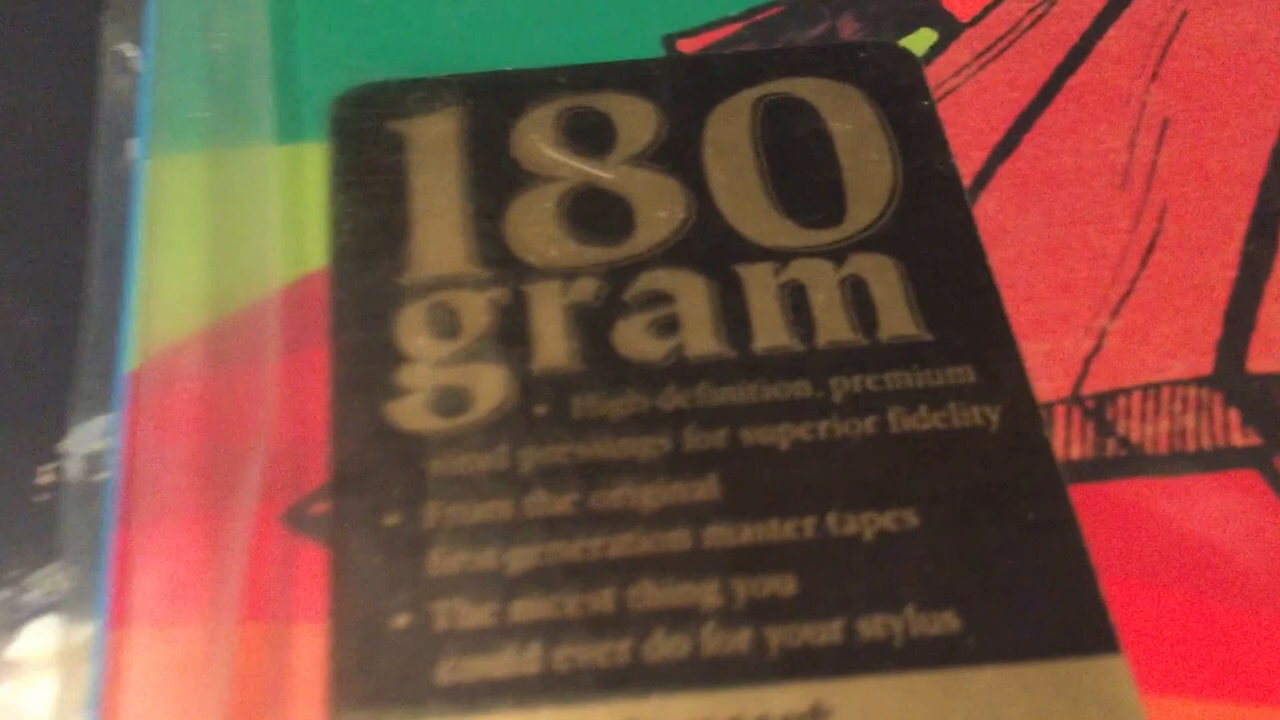 180
gram
• High-definition, premium
vinyl pressings for superior fidelity
• From the original
first-generation master tapes
• The nicest thing you
could ever do for your stylus